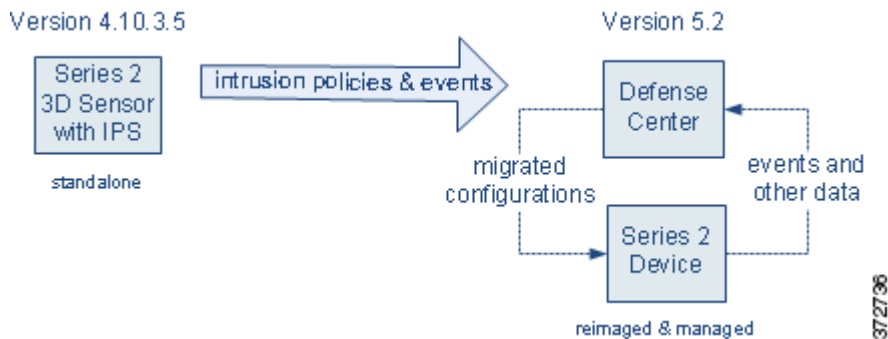 Version 4.10.3.5
Series 2
3D Sensor
with IPS
standalone
intrusion policies & events
Version 5.2
Defense
Center
migrated
configurations
events and
other data
Series 2
Device
reimaged & managed
372736